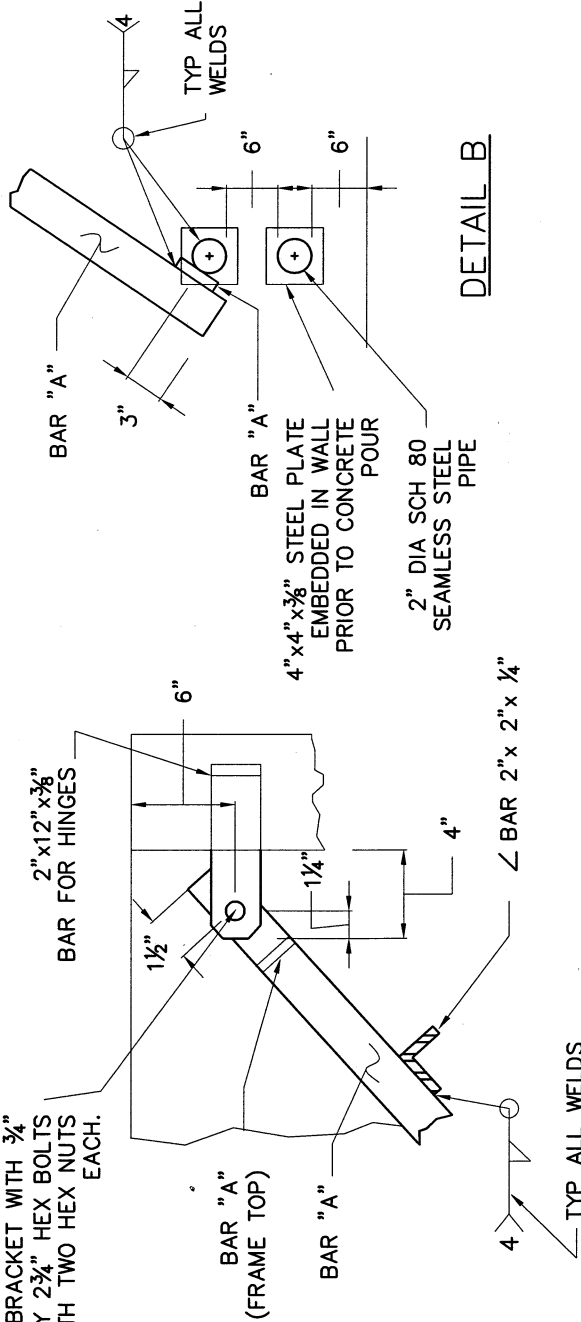 BRACKET WITH ¾"
Y 2¾" HEX BOLTS
TH TWO HEX NUTS
EACH.
2"x12"x⅜"
BAR FOR HINGES
6"
1½"
1¼"
4"
BAR "A"
(FRAME TOP)
BAR "A"
∠ BAR 2"x 2"x ¼"
4
TYP ALL WELDS
BAR "A"
3"
BAR "A"
4
TYP ALL
WELDS
6"
6"
4"x4"x⅜" STEEL PLATE
EMBEDDED IN WALL
PRIOR TO CONCRETE
POUR
2" DIA SCH 80
SEAMLESS STEEL
PIPE
DETAIL B